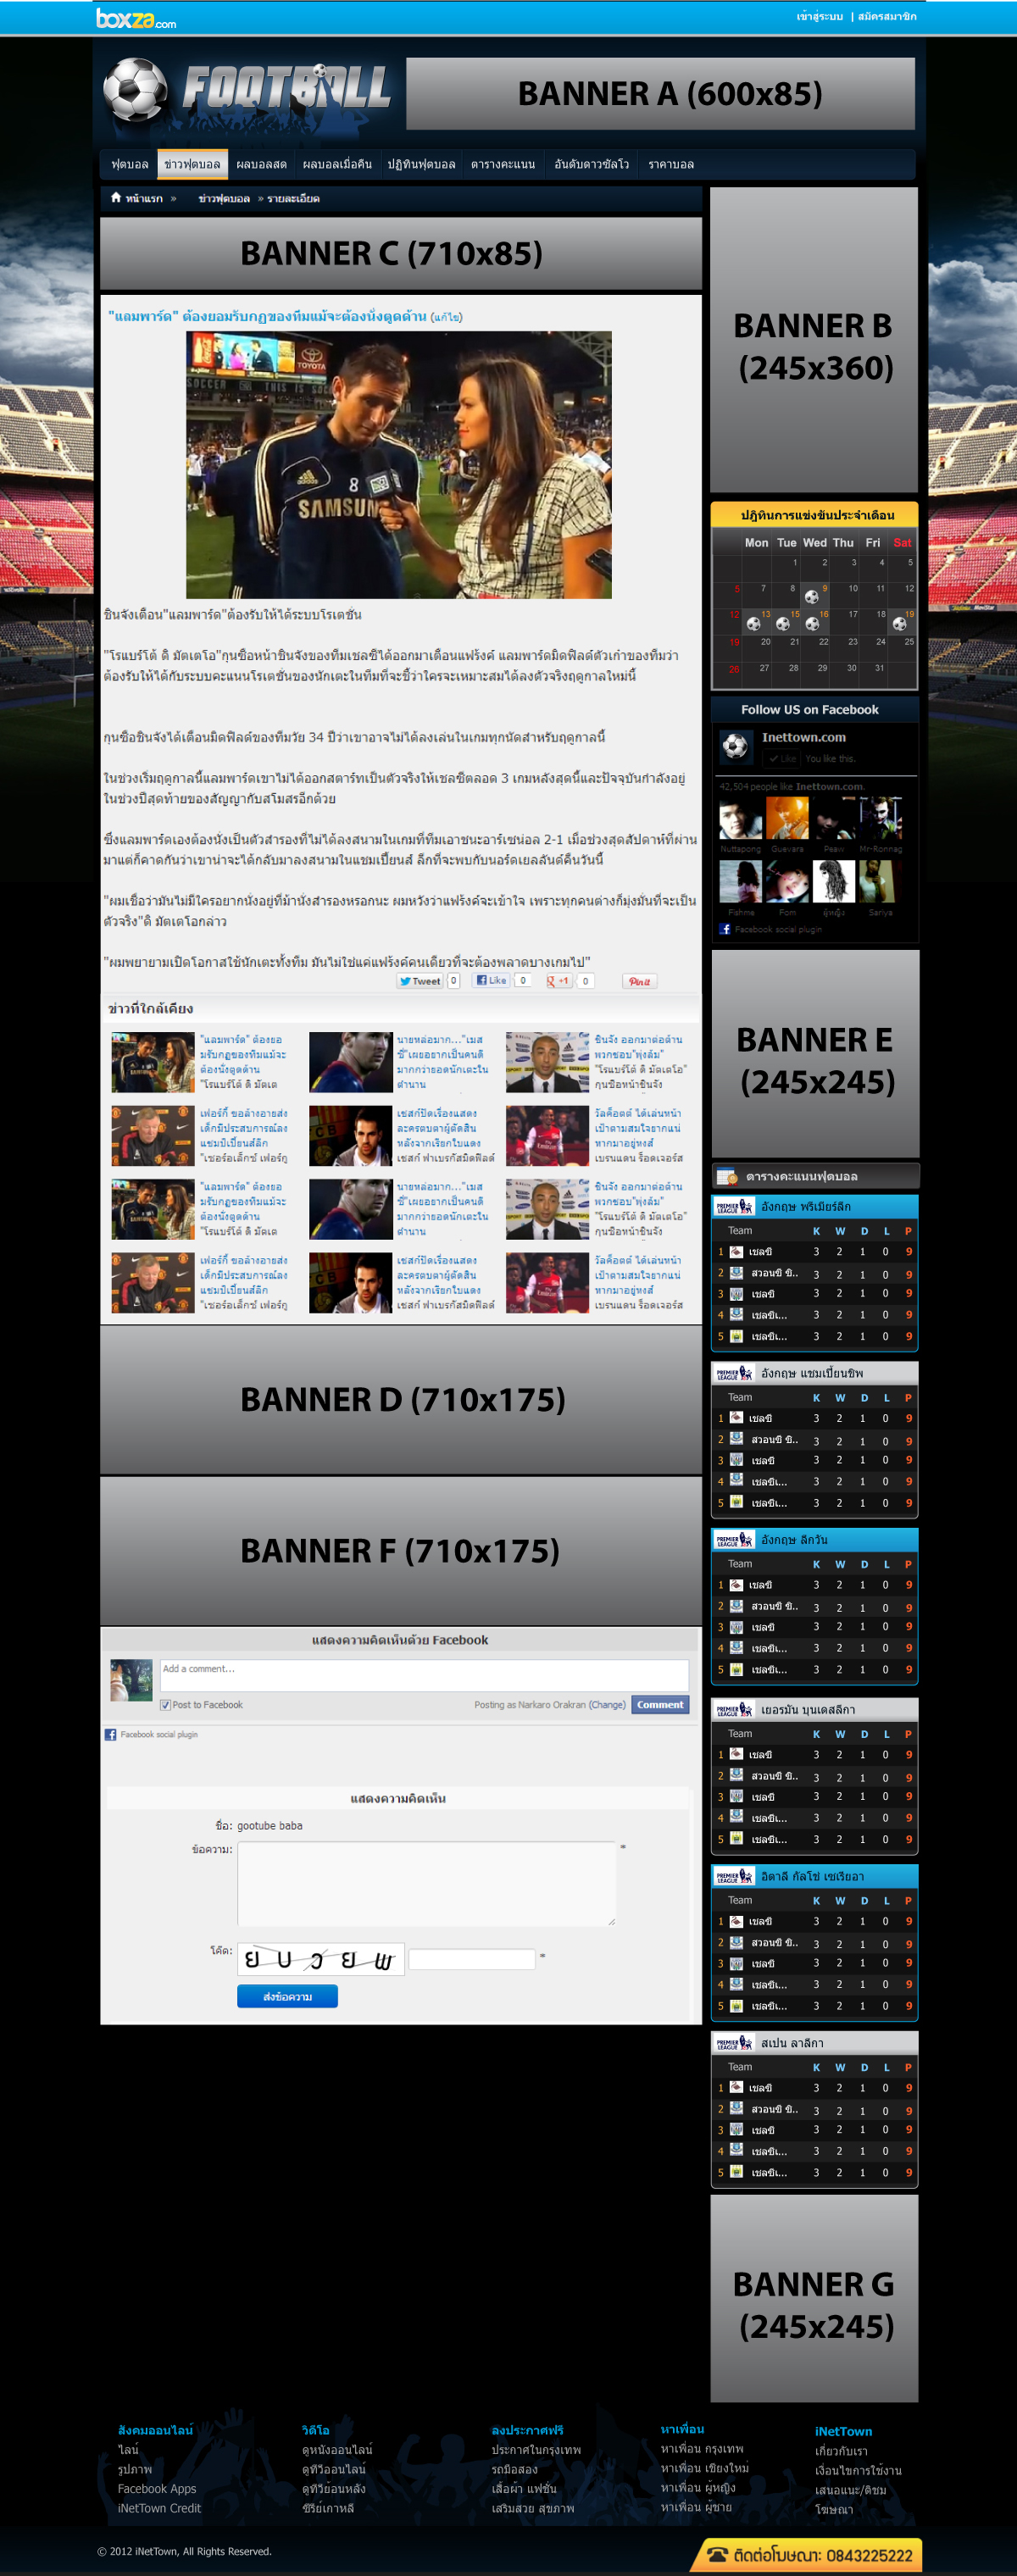 boxza.com
เข้าสู่ระบบ | สมัครสมาชิก
FOOTBALL
BANNER A (600x85)
ฟุตบอล ข่าวฟุตบอล ผลบอลสด ผลบอลเมื่อคืน ปฏิทินฟุตบอล ตารางคะแนน อันดับดาวซัลโว ราคาบอล
หน้าแรก » ข่าวฟุตบอล » รายละเอียด
BANNER C (710x85)
"แลมพาร์ด" ต้องยอมรับกฏของทีมแม้จะต้องนั่งตูดด้าน (แก้ไข)
TOYOTA
SOCCER THIS IS SOC
SAMSUN
ซินจังเตือน"แลมพาร์ด"ต้องรับให้ได้ระบบโรเตชั่น
"โรแบร์โต้ ดิ มัตเตโอ"กุนซือหน้าซินจังของทีมเชลซีได้ออกมาเตือนแฟร้งค์ แลมพาร์ดมิดฟิลด์ตัวเก๋าของทีมว่า
ต้องรับให้ได้กับระบบคะแนนโรเตชั่นของนักเตะในทีมที่จะชี้ว่าใครจะเหมาะสมได้ลงตัวจริงฤดูกาลใหม่นี้
กุนซือซินจังได้เตือนมิดฟิลด์ของทีมวัย 34 ปีว่าเขาอาจไม่ได้ลงเล่นในเกมทุกนัดสำหรับฤดูกาลนี้
ในช่วงเริ่มฤดูกาลนี้แลมพาร์ดเขาไม่ได้ออกสตาร์ทเป็นตัวจริงให้เชลซีตลอด 3 เกมหลังสุดนี้และปัจจุบันกำลังอยู่
ในช่วงปีสุดท้ายของสัญญากับสโมสรอีกด้วย
ซึ่งแลมพาร์ดเองต้องนั่งเป็นตัวสำรองที่ไม่ได้ลงสนามในเกมที่ทีมเอาชนะอาร์เซน่อล 2-1 เมื่อช่วงสุดสัปดาห์ที่ผ่าน
มาแต่ก็คาดกันว่าเขาน่าจะได้กลับมาลงสนามในแชมเปี้ยนส์ ลีกที่จะพบกับนอร์ดเยลลันด์คืนวันนี้
"ผมเชื่อว่ามันไม่มีใครอยากนั่งอยู่ที่ม้านั่งสำรองหรอกนะ ผมหวังว่าแฟร้งค์จะเข้าใจ เพราะทุกคนต่างก็มุ่งมั่นที่จะเป็น
ตัวจริง"ดิ มัตเตโอกล่าว
"ผมพยายามเปิดโอกาสใช้นักเตะทั้งทีม มันไม่ใช่แค่แฟร้งค์คนเดียวที่จะต้องพลาดบางเกมไป"
Tweet 0 Like 0 +1 0 Pin it
ข่าวที่ใกล้เคียง
"แลมพาร์ด" ต้องยอ
มรับกฏของทีมแม้จะ
ต้องนั่งตูดด้าน
"โรแบร์โต้ ดิ มัตเต
นายหล่อมาก..."เมส
ซี่"เผยอยากเป็นคนดี
มากกว่ายอดนักเตะใน
ตำนาน
ซินจัง ออกมาต่อต้าน
พวกชอบ"พุ่งล้ม"
"โรแบร์โต้ ดิ มัตเตโอ"
กุนซือหน้าซินจัง
เฟอร์กี้ ขอล้างอายส่ง
เด็กมีประสบการณ์ลง
แชมป์เปี้ยนส์ลีก
"เซอร์อเล็กซ์ เฟอร์กู
เชสก์ปิดเรื่องแสดง
ละครตบตาผู้ตัดสิน
หลังจากเรียกใบแดง
เชสก์ ฟาเบรกัสมิดฟิลด์
วัลค็อตต์ ได้เล่นหน้า
เป้าตามสมใจยากแน่
หากมาอยู่หงส์
เบรนแดน ร็อดเจอร์ส
"แลมพาร์ด" ต้องยอ
มรับกฏของทีมแม้จะ
ต้องนั่งตูดด้าน
"โรแบร์โต้ ดิ มัตเต
นายหล่อมาก..."เมส
ซี่"เผยอยากเป็นคนดี
มากกว่ายอดนักเตะใน
ตำนาน
ซินจัง ออกมาต่อต้าน
พวกชอบ"พุ่งล้ม"
"โรแบร์โต้ ดิ มัตเตโอ"
กุนซือหน้าซินจัง
เฟอร์กี้ ขอล้างอายส่ง
เด็กมีประสบการณ์ลง
แชมป์เปี้ยนส์ลีก
"เซอร์อเล็กซ์ เฟอร์กู
เชสก์ปิดเรื่องแสดง
ละครตบตาผู้ตัดสิน
หลังจากเรียกใบแดง
เชสก์ ฟาเบรกัสมิดฟิลด์
วัลค็อตต์ ได้เล่นหน้า
เป้าตามสมใจยากแน่
หากมาอยู่หงส์
เบรนแดน ร็อดเจอร์ส
BANNER D (710x175)
BANNER F (710x175)
แสดงความคิดเห็นด้วย Facebook
Add a comment...
Post to Facebook
Posting as Narkaro Orakran (Change) Comment
Facebook social plugin
แสดงความคิดเห็น
ชื่อ: gootube baba
ข้อความ: *
โค้ด: ย บ ว ย พ *
ส่งข้อความ
BANNER B
(245x360)
ปฎิทินการแข่งขันประจำเดือน
Mon Tue Wed Thu Fri Sat
1 2 3 4 5
5 7 8 9 10 11 12
12 13 15 16 17 18 19
19 20 21 22 23 24 25
26 27 28 29 30 31
Follow US on Facebook
Inettown.com
Like You like this.
42,504 people like Inettown.com.
Nuttapong Guevara Peaw Mr-Ronnag
Fishme Fom ผู้หญิง Sariya
Facebook social plugin
BANNER E
(245x245)
ตารางคะแนนฟุตบอล
PREMIER LEAGUE อังกฤษ พรีเมียร์ลีก
Team K W D L P
1 เชลซี 3 2 1 0 9
2 สวอนซี ซิ.. 3 2 1 0 9
3 เชลซี 3 2 1 0 9
4 เชลซีเ... 3 2 1 0 9
5 เชลซีเ... 3 2 1 0 9
PREMIER LEAGUE อังกฤษ แชมเปี้ยนชิพ
Team K W D L P
1 เชลซี 3 2 1 0 9
2 สวอนซี ซิ.. 3 2 1 0 9
3 เชลซี 3 2 1 0 9
4 เชลซีเ... 3 2 1 0 9
5 เชลซีเ... 3 2 1 0 9
PREMIER LEAGUE อังกฤษ ลีกวัน
Team K W D L P
1 เชลซี 3 2 1 0 9
2 สวอนซี ซิ.. 3 2 1 0 9
3 เชลซี 3 2 1 0 9
4 เชลซีเ... 3 2 1 0 9
5 เชลซีเ... 3 2 1 0 9
PREMIER LEAGUE เยอรมัน บุนเดสลีกา
Team K W D L P
1 เชลซี 3 2 1 0 9
2 สวอนซี ซิ.. 3 2 1 0 9
3 เชลซี 3 2 1 0 9
4 เชลซีเ... 3 2 1 0 9
5 เชลซีเ... 3 2 1 0 9
PREMIER LEAGUE อิตาลี กัลโช่ เซเรียอา
Team K W D L P
1 เชลซี 3 2 1 0 9
2 สวอนซี ซิ.. 3 2 1 0 9
3 เชลซี 3 2 1 0 9
4 เชลซีเ... 3 2 1 0 9
5 เชลซีเ... 3 2 1 0 9
PREMIER LEAGUE สเปน ลาลีกา
Team K W D L P
1 เชลซี 3 2 1 0 9
2 สวอนซี ซิ.. 3 2 1 0 9
3 เชลซี 3 2 1 0 9
4 เชลซีเ... 3 2 1 0 9
5 เชลซีเ... 3 2 1 0 9
BANNER G
(245x245)
สังคมออนไลน์
ไลน์
รูปภาพ
Facebook Apps
iNetTown Credit
วิดีโอ
ดูหนังออนไลน์
ดูทีวีออนไลน์
ดูทีวีย้อนหลัง
ซีรีย์เกาหลี
ลงประกาศฟรี
ประกาศในกรุงเทพ
รถมือสอง
เสื้อผ้า แฟชั่น
เสริมสวย สุขภาพ
หาเพื่อน
หาเพื่อน กรุงเทพ
หาเพื่อน เชียงใหม่
หาเพื่อน ผู้หญิง
หาเพื่อน ผู้ชาย
iNetTown
เกี่ยวกับเรา
เงื่อนไขการใช้งาน
เสนอแนะ/ติชม
โฆษณา
© 2012 iNetTown, All Rights Reserved.
ติดต่อโฆษณา: 0843225222